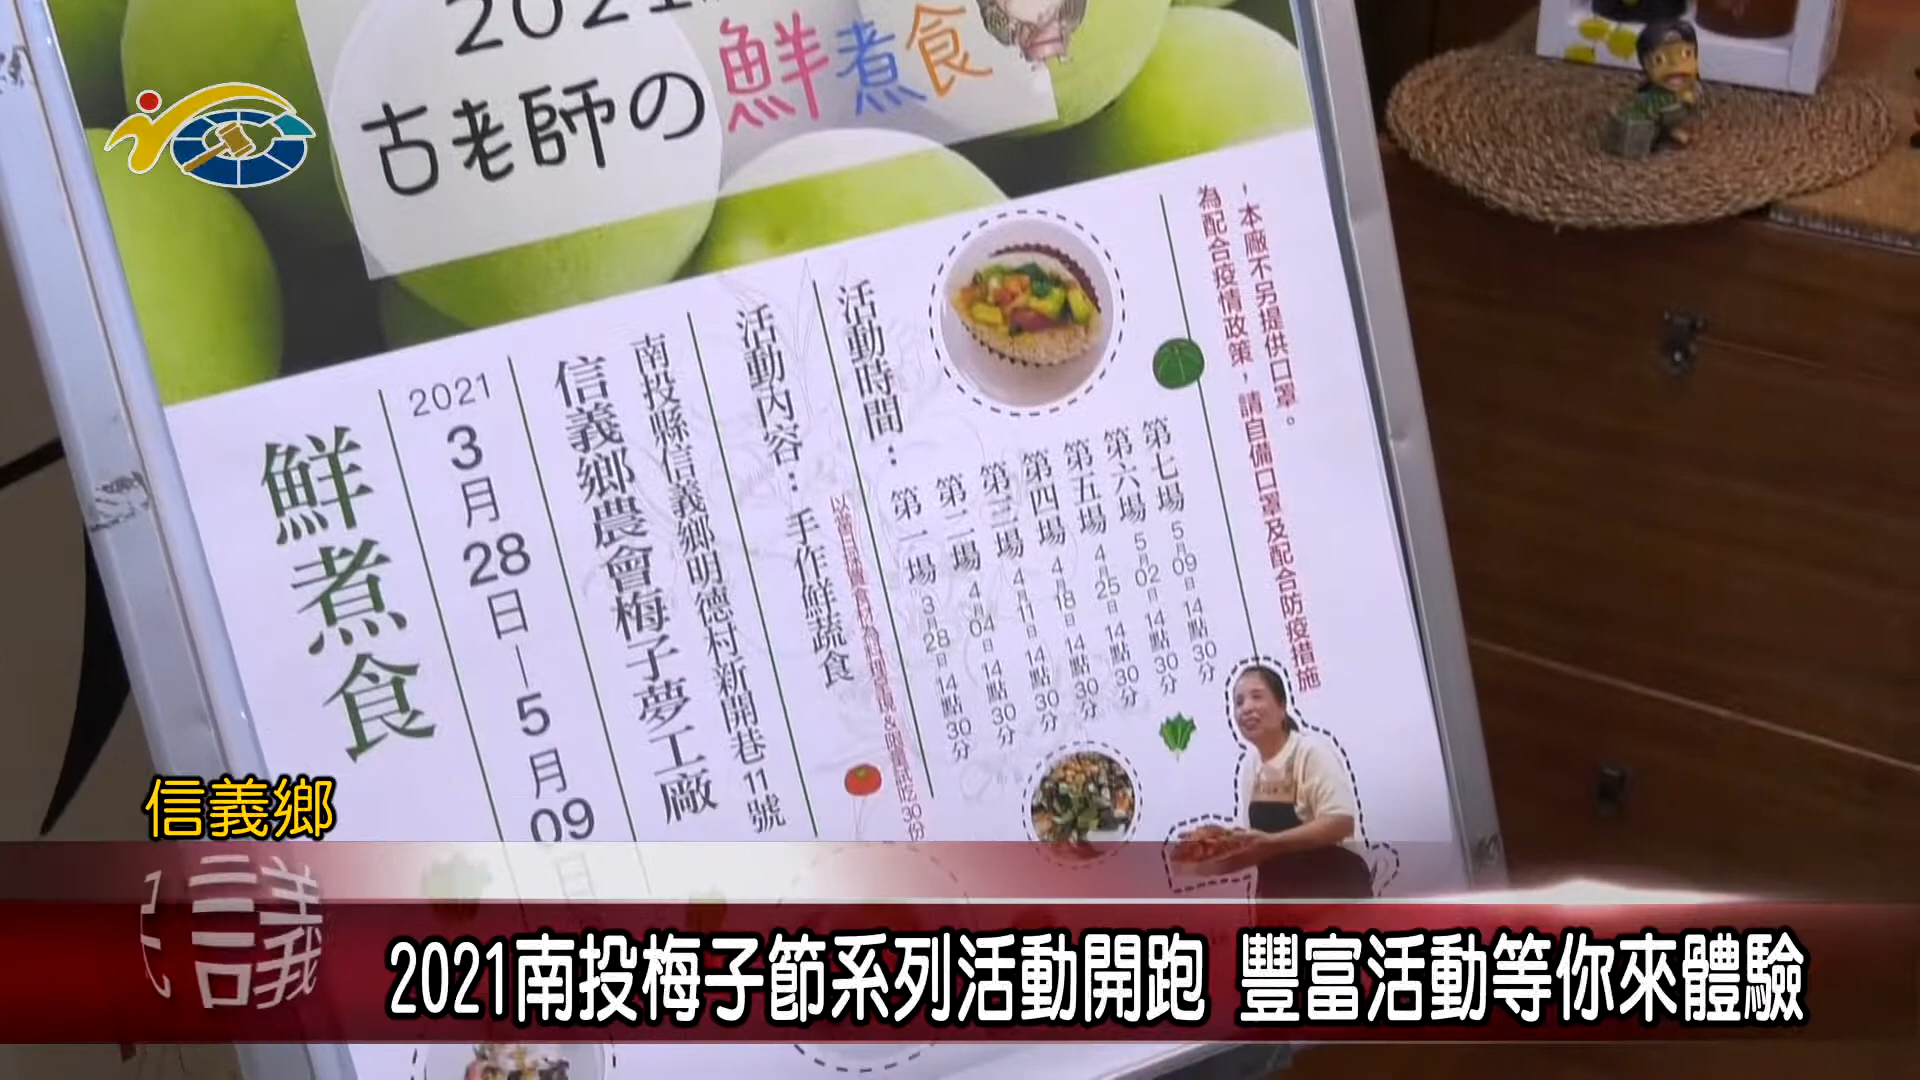 2021
古老師の鮮煮食
，本廠不另提供口罩。
為配合疫情政策，請自備口罩及配合防疫措施
第七場 5月09日 14點30分
第六場 5月02日 14點30分
第五場 4月25日 14點30分
第四場 4月18日 14點30分
第三場 4月11日 14點30分
第二場 4月04日 14點30分
第一場 3月28日 14點30分
活動時間：
活動內容：手作鮮蔬食
南投縣信義鄉明德村新開巷11號
信義鄉農會梅子夢工廠
2021
3月28日－5月09日
鮮煮食
信義鄉
議
2021南投梅子節系列活動開跑 豐富活動等你來體驗